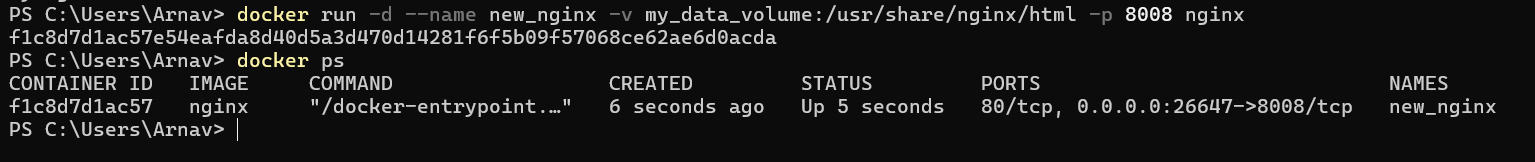 PS C:\Users\Arnav> docker run -d --name new_nginx -v my_data_volume:/usr/share/nginx/html -p 8008 nginx
f1c8d7d1ac57e54eafda8d40d5a3d470d14281f6f5b09f57068ce62ae6d0acda
PS C:\Users\Arnav> docker ps
CONTAINER ID   IMAGE     COMMAND                  CREATED         STATUS         PORTS                             NAMES
f1c8d7d1ac57   nginx     "/docker-entrypoint.…"   6 seconds ago   Up 5 seconds   80/tcp, 0.0.0.0:26647->8008/tcp   new_nginx
PS C:\Users\Arnav>